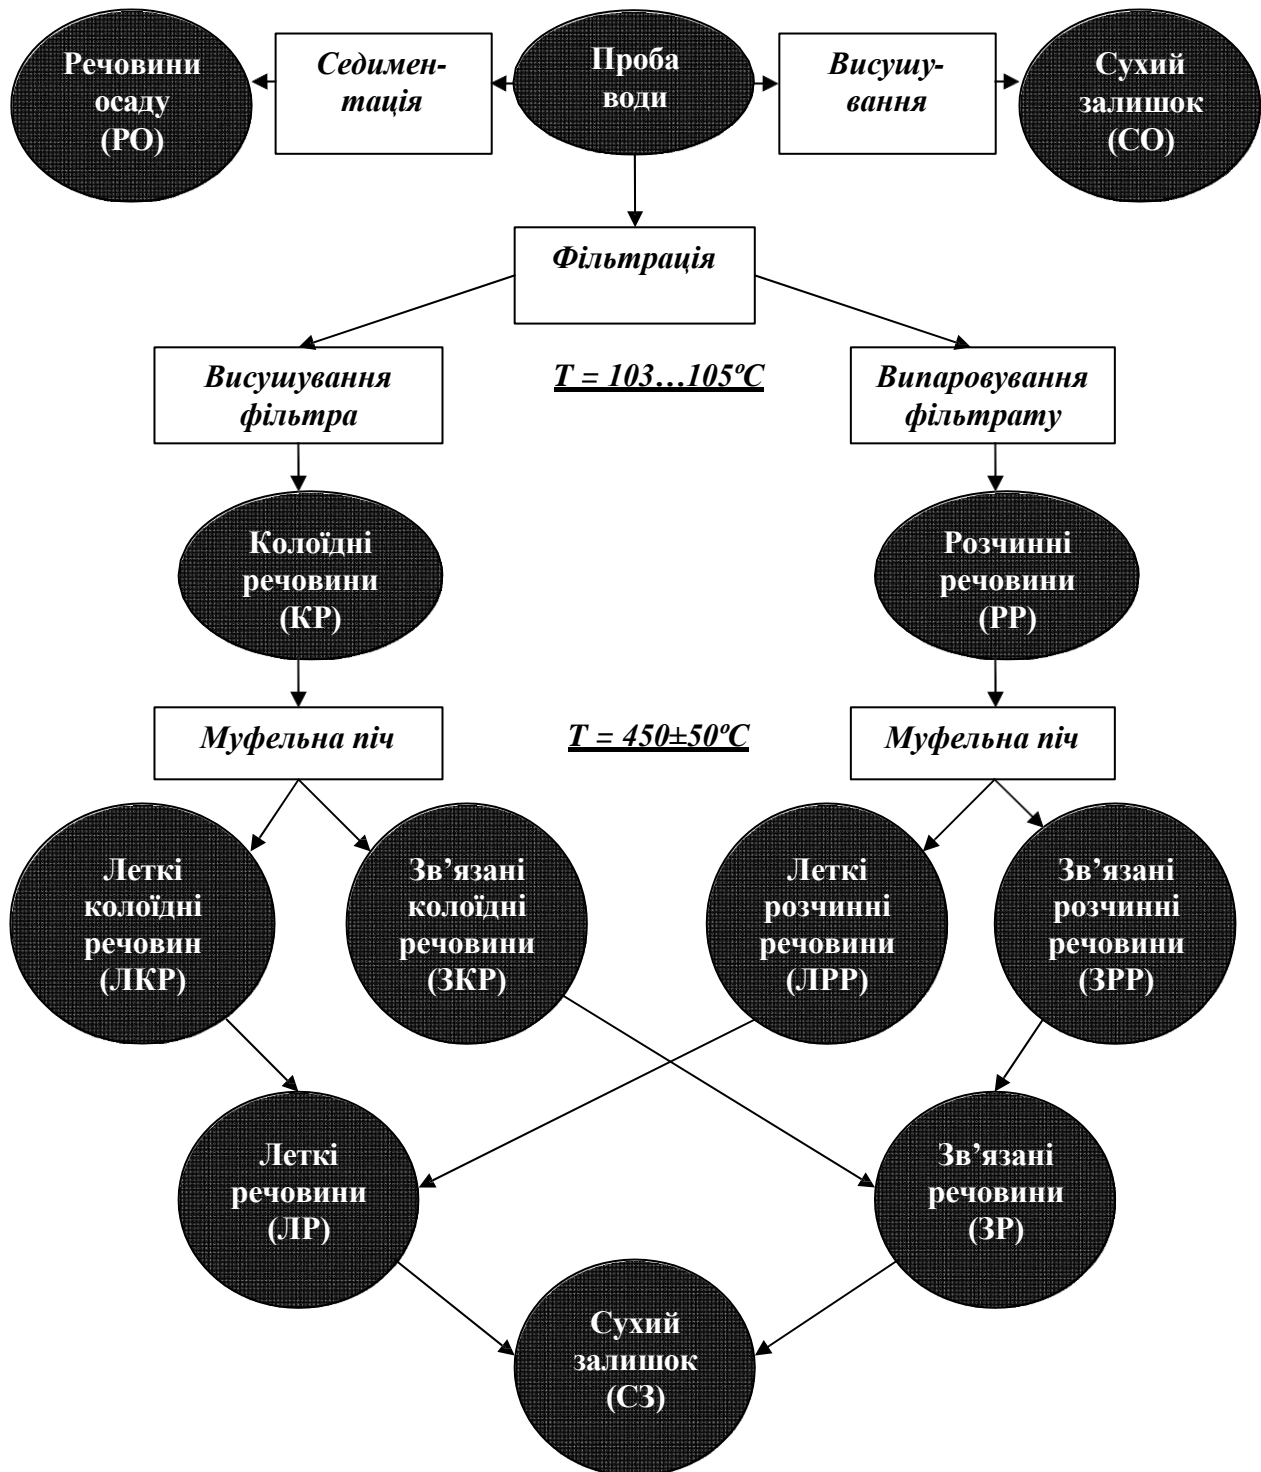 Речовини
осаду
(РО)
Седимен-
тація
Проба
води
Висушу-
вання
Сухий
залишок
(СО)
Фільтрація
Висушування
фільтра
T = 103…105ºС
Випаровування
фільтрату
Колоїдні
речовини
(КР)
Розчинні
речовини
(РР)
Муфельна піч
T = 450±50ºС
Муфельна піч
Леткі
колоїдні
речовин
(ЛКР)
Зв’язані
колоїдні
речовини
(ЗКР)
Леткі
розчинні
речовини
(ЛРР)
Зв’язані
розчинні
речовини
(ЗРР)
Леткі
речовини
(ЛР)
Зв’язані
речовини
(ЗР)
Сухий
залишок
(СЗ)